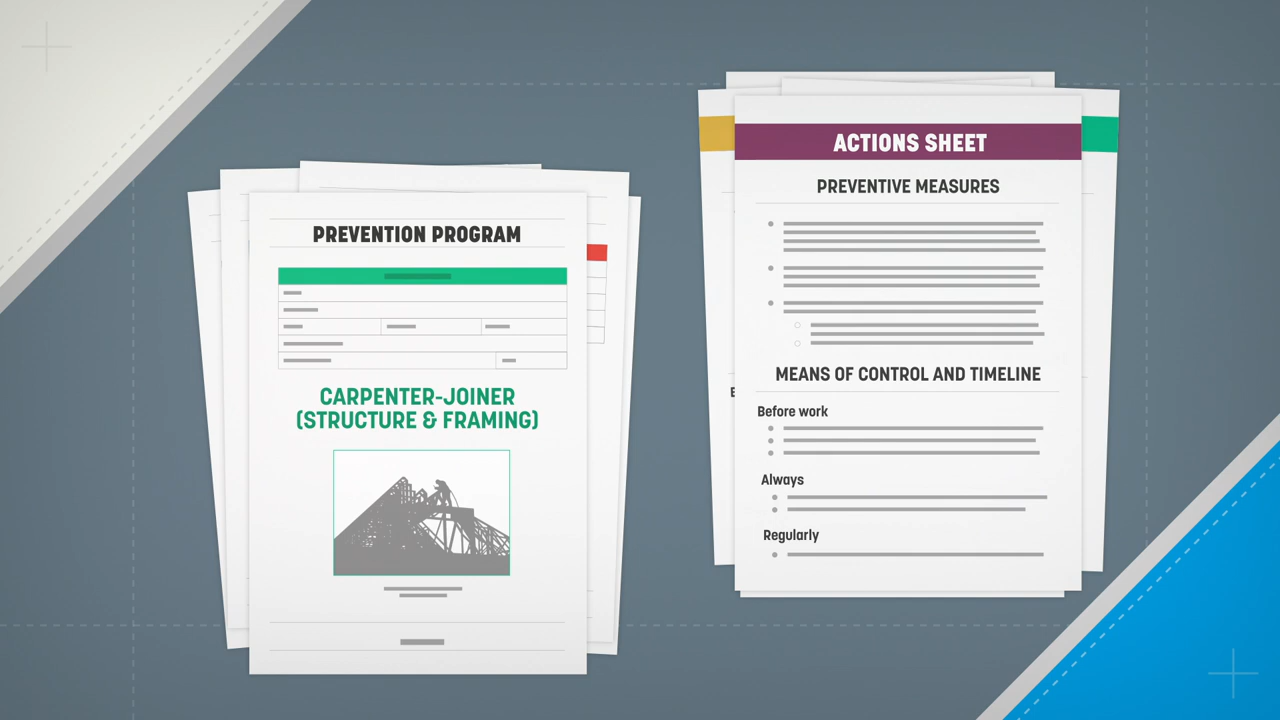 PREVENTION PROGRAM
CARPENTER-JOINER
(STRUCTURE & FRAMING)
ACTIONS SHEET
PREVENTIVE MEASURES
MEANS OF CONTROL AND TIMELINE
Before work
Always
Regularly